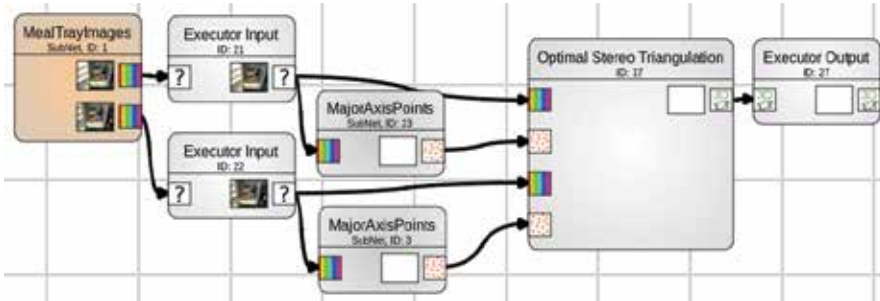 MealTrayImages
SubNet, ID: 1
Executor Input
ID: 21
?
?
Executor Input
ID: 22
?
?
MajorAxisPoints
SubNet, ID: 23
MajorAxisPoints
SubNet, ID: 3
Optimal Stereo Triangulation
ID: 17
Executor Output
ID: 27